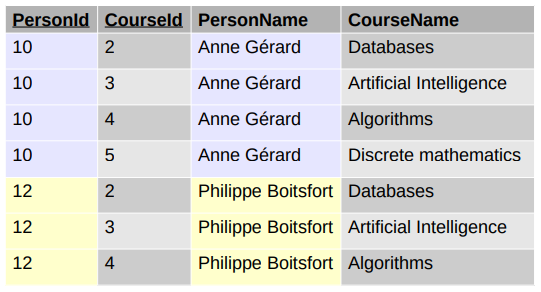 PersonId CourseId PersonName CourseName
10 2 Anne Gérard Databases
10 3 Anne Gérard Artificial Intelligence
10 4 Anne Gérard Algorithms
10 5 Anne Gérard Discrete mathematics
12 2 Philippe Boitsfort Databases
12 3 Philippe Boitsfort Artificial Intelligence
12 4 Philippe Boitsfort Algorithms